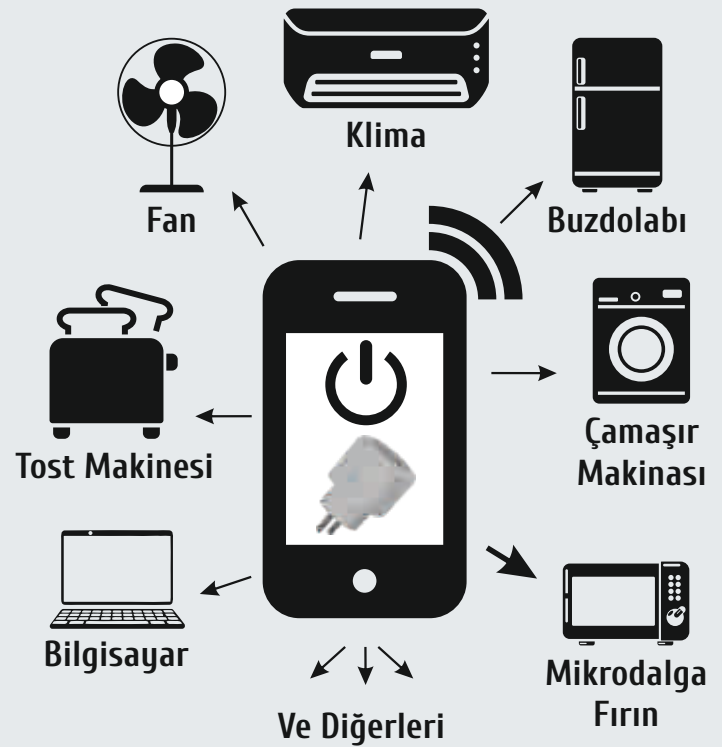 Klima
Fan
Buzdolabı
Tost Makinesi
Çamaşır
Makinası
Bilgisayar
Mikrodalga
Fırın
Ve Diğerleri